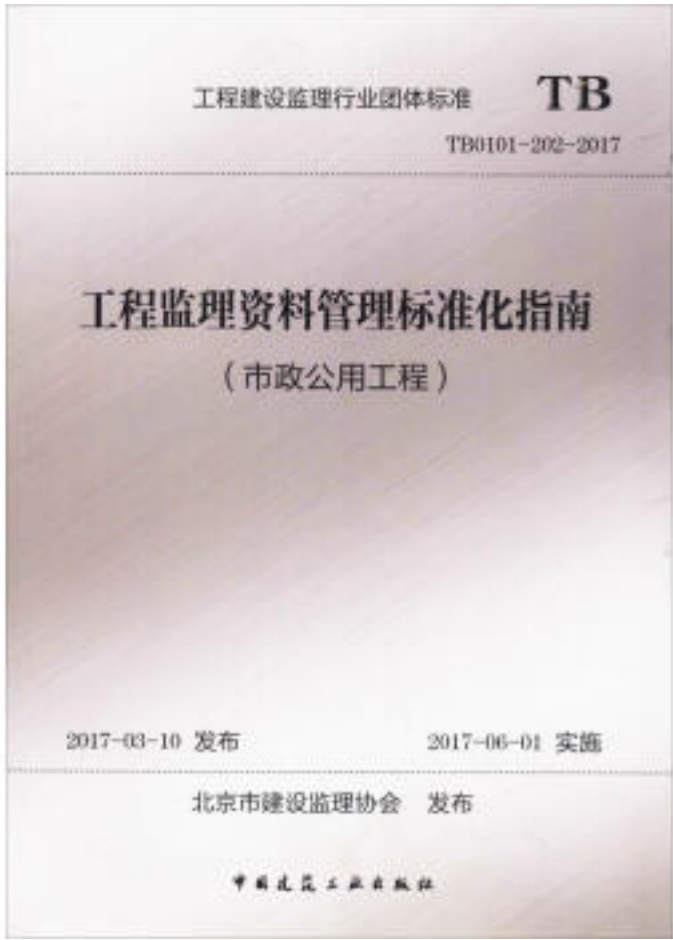 工程建设监理行业团体标准 TB
TB0101-202-2017
工程监理资料管理标准化指南
（市政公用工程）
2017-03-10 发布 2017-06-01 实施
北京市建设监理协会 发布
中国建筑工业出版社